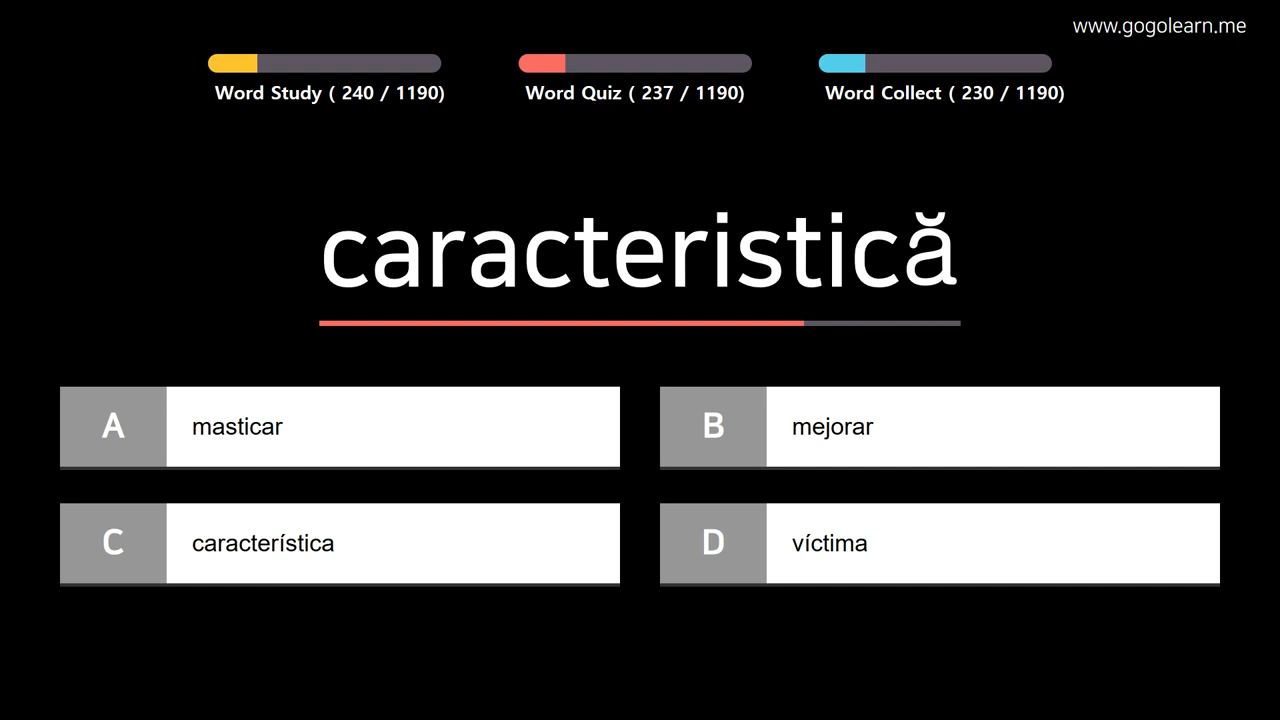 www.gogolearn.me
Word Study ( 240 / 1190)
Word Quiz ( 237 / 1190)
Word Collect ( 230 / 1190)
caracteristică
A masticar
B mejorar
C característica
D víctima